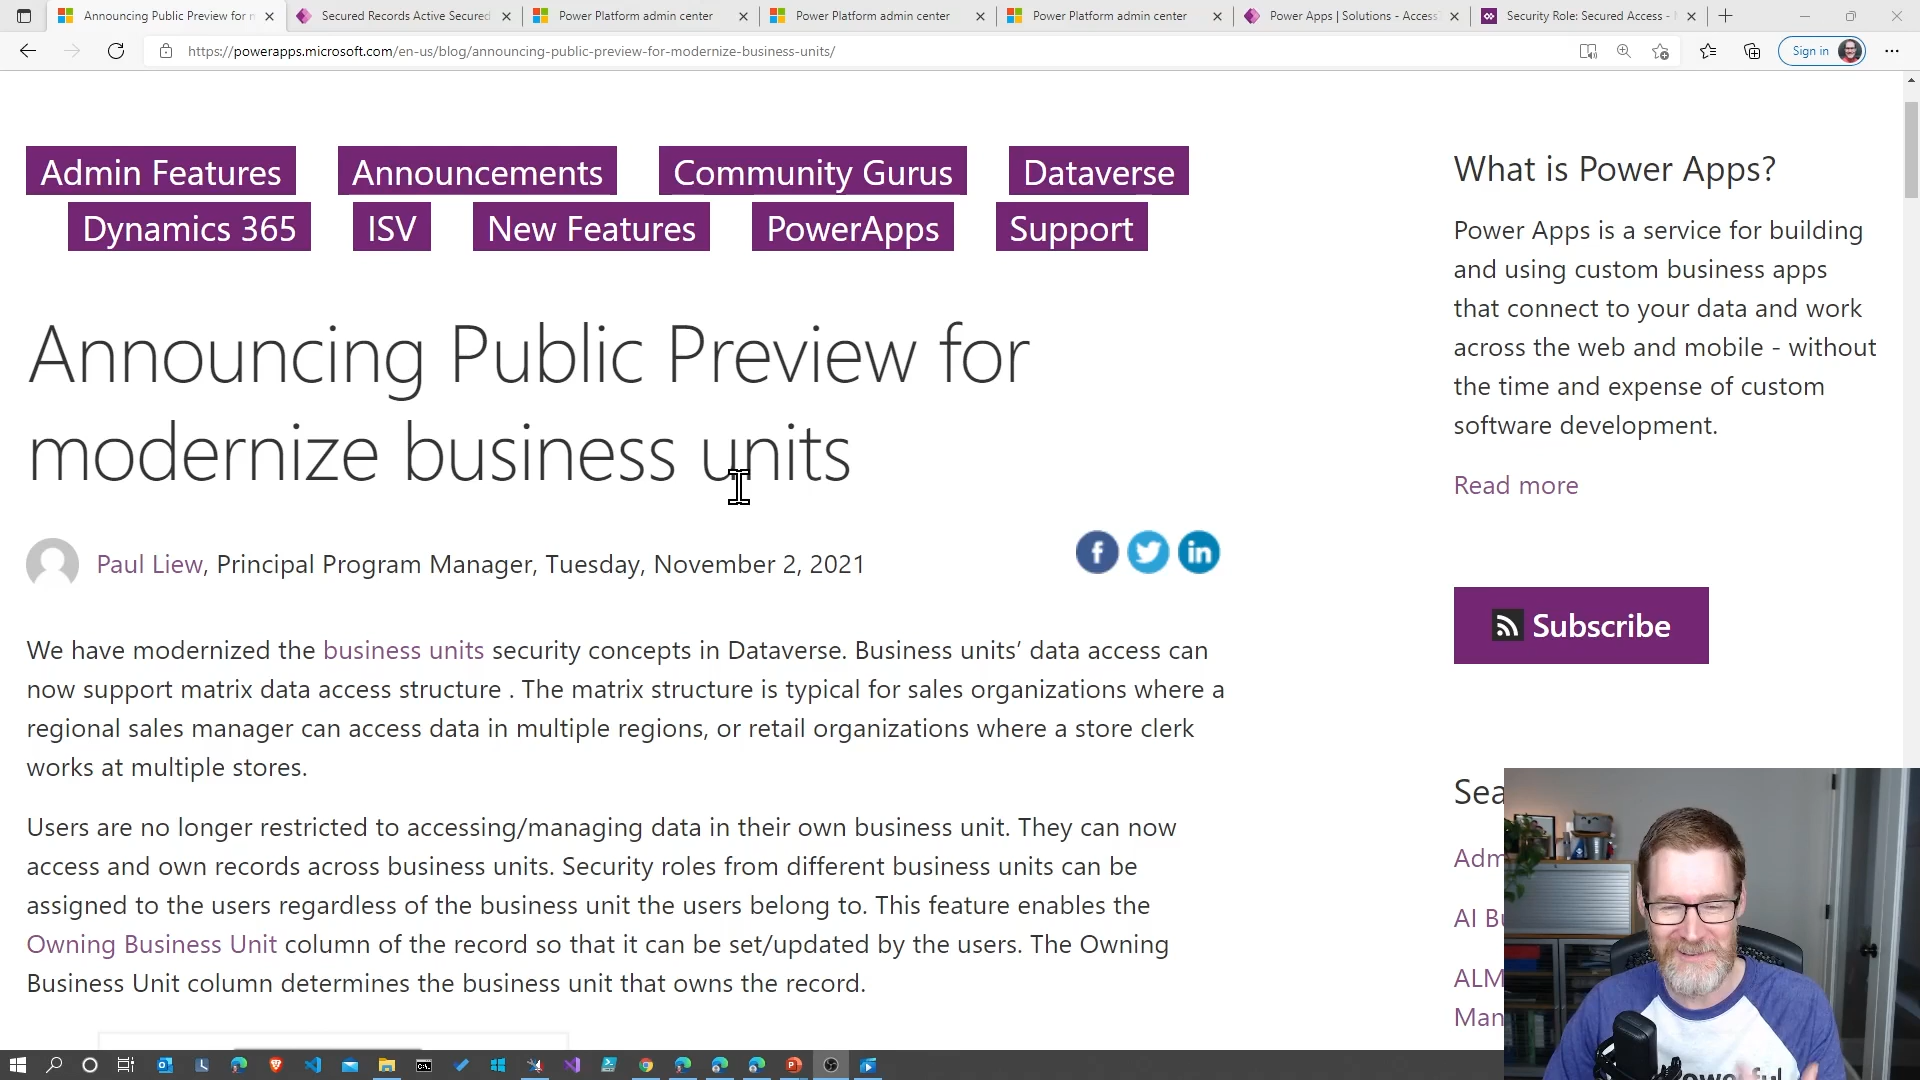 Announcing Public Preview for m
Secured Records Active Secured
Power Platform admin center
Power Platform admin center
Power Platform admin center
Power Apps | Solutions - Access
Security Role: Secured Access -
https://powerapps.microsoft.com/en-us/blog/announcing-public-preview-for-modernize-business-units/
Sign in
Admin Features
Announcements
Community Gurus
Dataverse
Dynamics 365
ISV
New Features
PowerApps
Support
Announcing Public Preview for
modernize business units
Paul Liew, Principal Program Manager, Tuesday, November 2, 2021
We have modernized the business units security concepts in Dataverse. Business units’ data access can
now support matrix data access structure . The matrix structure is typical for sales organizations where a
regional sales manager can access data in multiple regions, or retail organizations where a store clerk
works at multiple stores.
Users are no longer restricted to accessing/managing data in their own business unit. They can now
access and own records across business units. Security roles from different business units can be
assigned to the users regardless of the business unit the users belong to. This feature enables the
Owning Business Unit column of the record so that it can be set/updated by the users. The Owning
Business Unit column determines the business unit that owns the record.
What is Power Apps?
Power Apps is a service for building
and using custom business apps
that connect to your data and work
across the web and mobile - without
the time and expense of custom
software development.
Read more
Subscribe
Sea
Adm
AI Bu
ALM
Man